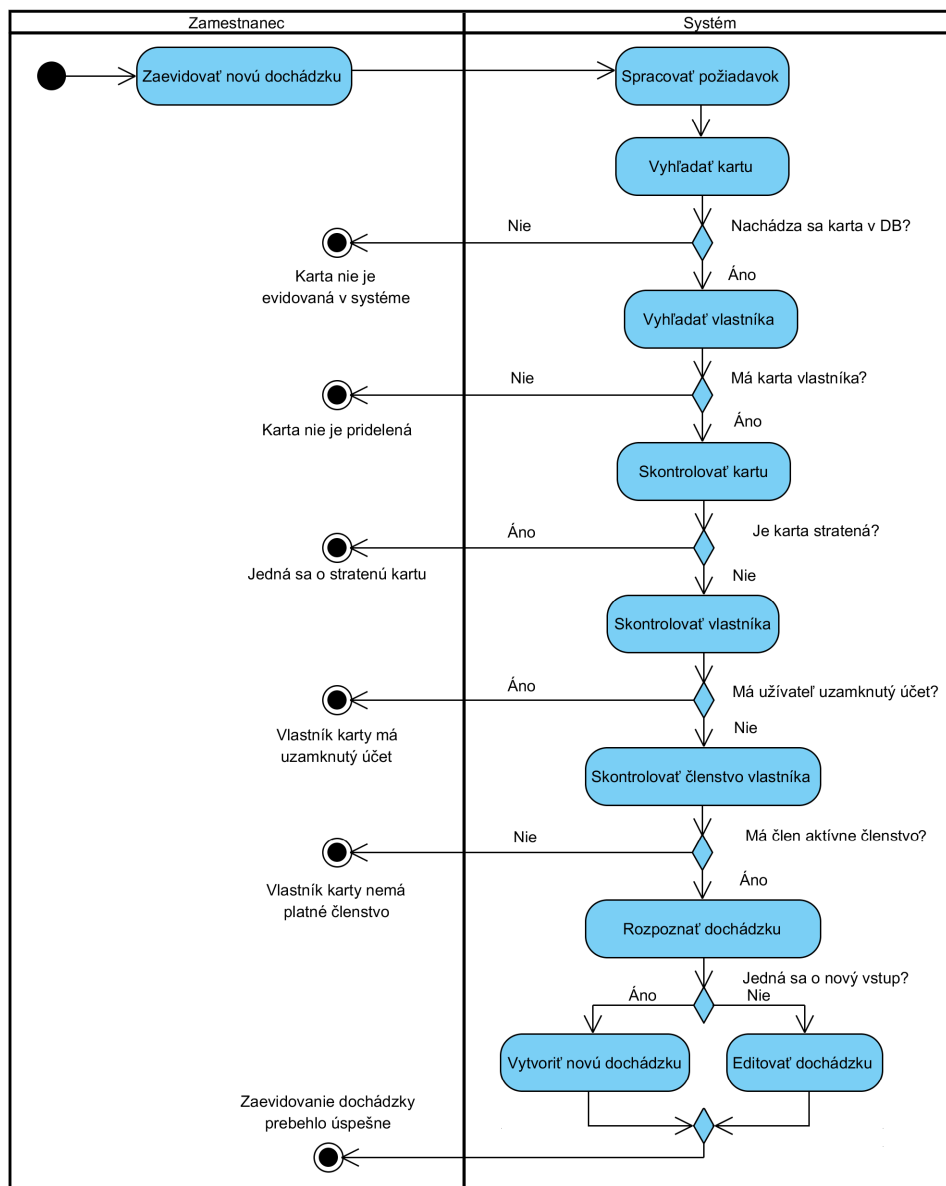 Zamestnanec
Systém
Zaevidovať novú dochádzku
Spracovať požiadavok
Vyhľadať kartu
Nie
Nachádza sa karta v DB?
Karta nie je
evidovaná v systéme
Áno
Vyhľadať vlastníka
Nie
Má karta vlastníka?
Karta nie je pridelená
Áno
Skontrolovať kartu
Áno
Je karta stratená?
Jedná sa o stratenú kartu
Nie
Skontrolovať vlastníka
Áno
Má užívateľ uzamknutý účet?
Vlastník karty má
uzamknutý účet
Nie
Skontrolovať členstvo vlastníka
Nie
Má člen aktívne členstvo?
Vlastník karty nemá
platné členstvo
Áno
Rozpoznať dochádzku
Jedná sa o nový vstup?
Áno
Nie
Vytvoriť novú dochádzku
Editovať dochádzku
Zaevidovanie dochádzky
prebehlo úspešne